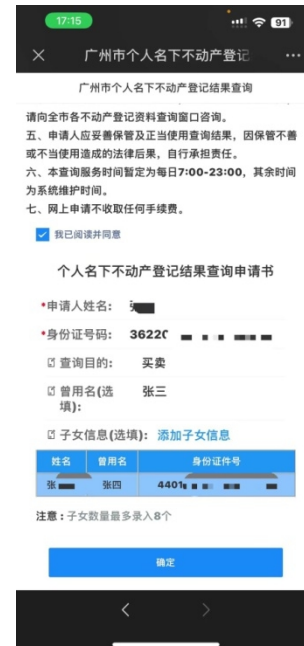 17:15
91
广州市个人名下不动产登记
广州市个人名下不动产登记结果查询
请向全市各不动产登记资料查询窗口咨询。
五、申请人应妥善保管及正当使用查询结果，因保管不善
或不当使用造成的法律后果，自行承担责任。
六、本查询服务时间暂定为每日7:00-23:00，其余时间
为系统维护时间。
七、网上申请不收取任何手续费。
我已阅读并同意
个人名下不动产登记结果查询申请书
*申请人姓名：
*身份证号码： 3622
查询目的： 买卖
曾用名(选 张三
填)：
子女信息(选填)： 添加子女信息
姓名 曾用名 身份证件号
张 张四 4401
注意：子女数量最多录入8个
确定